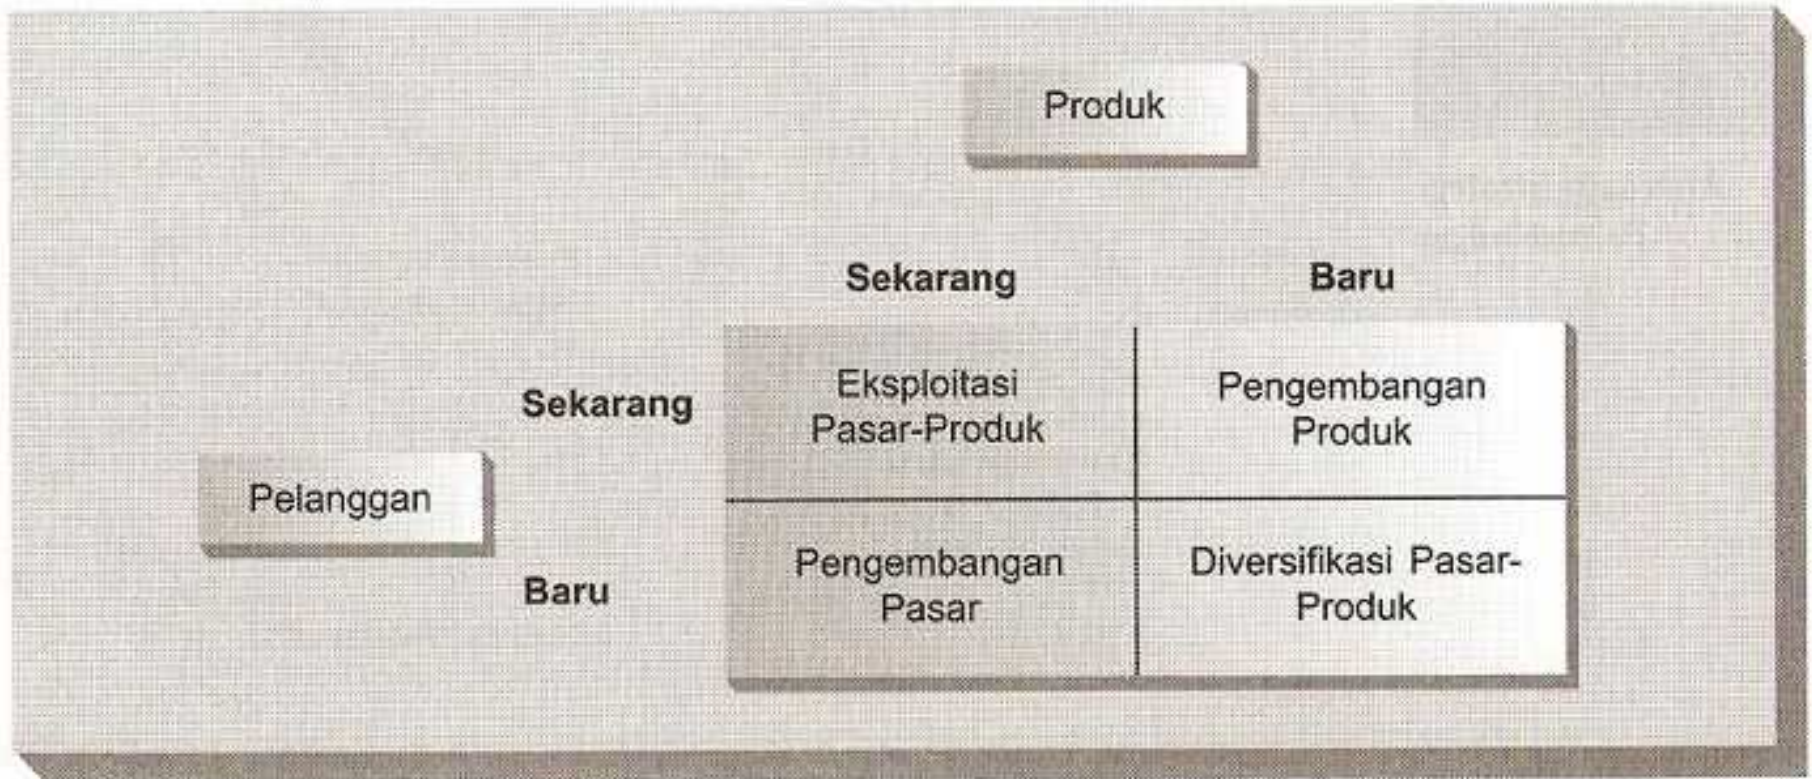 Produk
Sekarang Baru
Sekarang
Eksploitasi
Pasar-Produk
Pengembangan
Produk
Pelanggan
Baru
Pengembangan
Pasar
Diversifikasi Pasar-
Produk